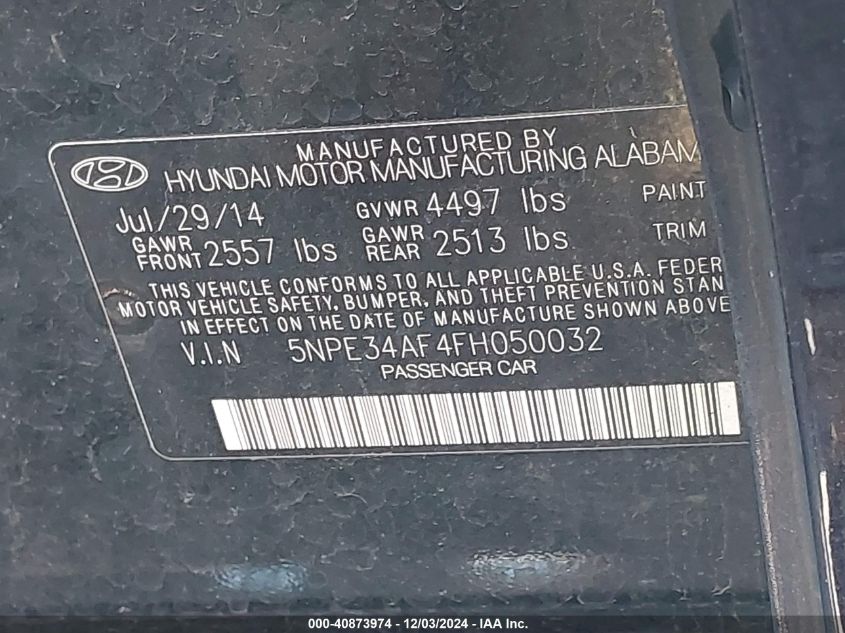 MANUFACTURED BY
HYUNDAI MOTOR MANUFACTURING ALABAM
Jul/29/14 GVWR 4497 lbs PAINT
GAWR FRONT 2557 lbs GAWR REAR 2513 lbs TRIM
THIS VEHICLE CONFORMS TO ALL APPLICABLE U.S.A. FEDER
MOTOR VEHICLE SAFETY, BUMPER, AND THEFT PREVENTION STAN
IN EFFECT ON THE DATE OF MANUFACTURE SHOWN ABOVE
V.I.N 5NPE34AF4FH050032
PASSENGER CAR
000-40873974 - 12/03/2024 - IAA Inc.